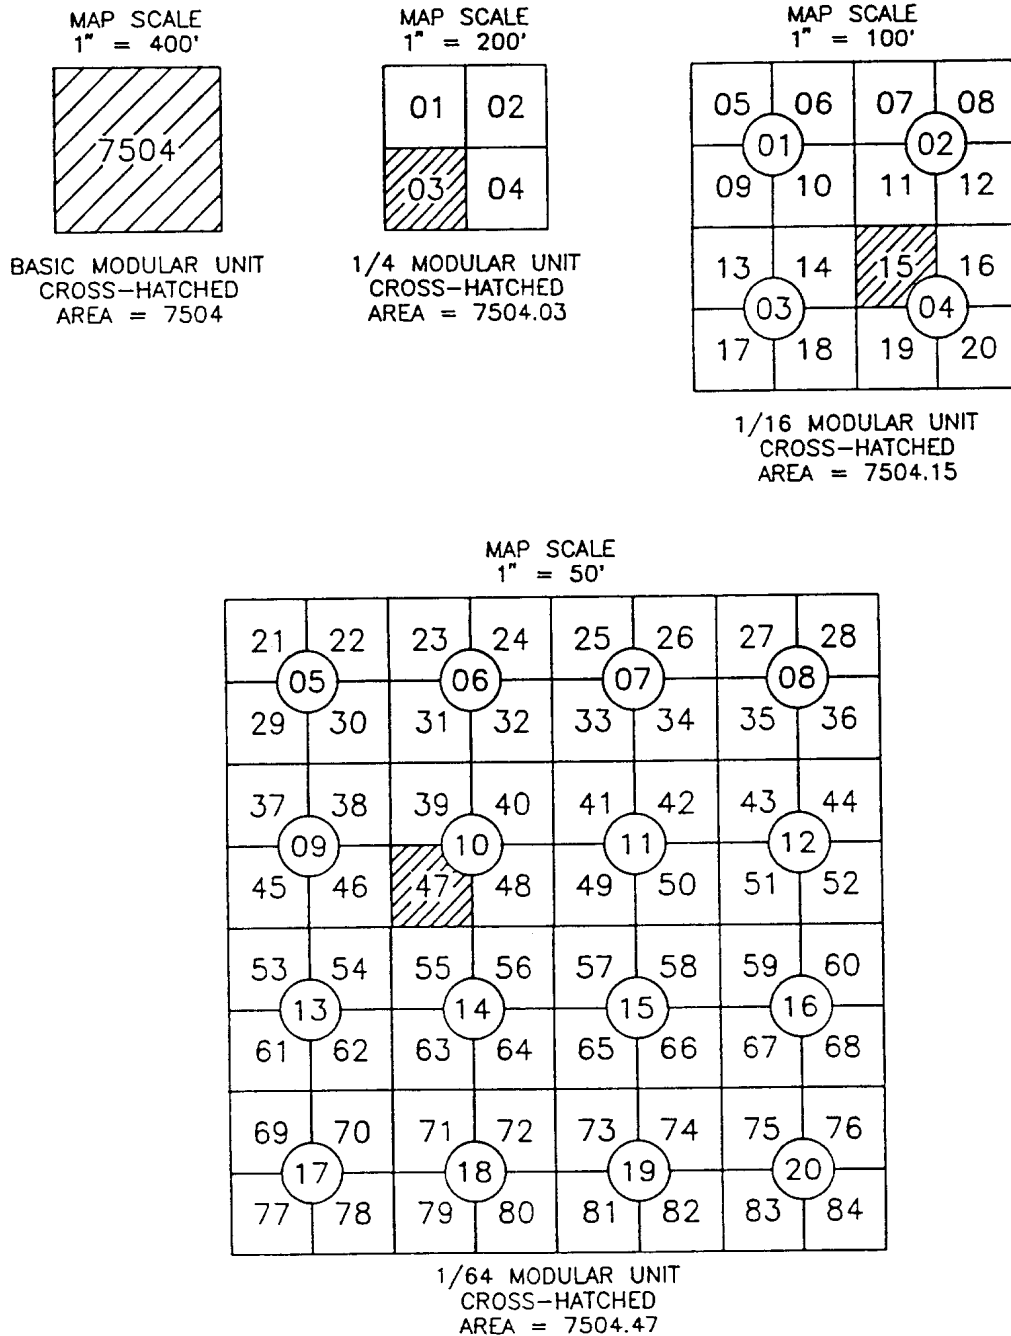 MAP SCALE
1" = 400'
7504
BASIC MODULAR UNIT
CROSS-HATCHED
AREA = 7504
MAP SCALE
1" = 200'
01 02
03 04
1/4 MODULAR UNIT
CROSS-HATCHED
AREA = 7504.03
MAP SCALE
1" = 100'
05 06 07 08
01 02
09 10 11 12
13 14 15 16
03 04
17 18 19 20
1/16 MODULAR UNIT
CROSS-HATCHED
AREA = 7504.15
MAP SCALE
1" = 50'
21 22 23 24 25 26 27 28
05 06 07 08
29 30 31 32 33 34 35 36
37 38 39 40 41 42 43 44
09 10 11 12
45 46 47 48 49 50 51 52
53 54 55 56 57 58 59 60
13 14 15 16
61 62 63 64 65 66 67 68
69 70 71 72 73 74 75 76
17 18 19 20
77 78 79 80 81 82 83 84
1/64 MODULAR UNIT
CROSS-HATCHED
AREA = 7504.47